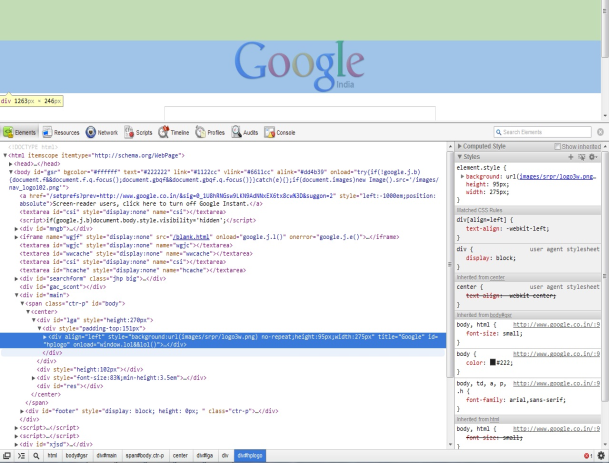 Google
India
div 1263px × 246px
Elements Resources Network Scripts Timeline Profiles Audits Console Search Elements
<!DOCTYPE html>
▼<html itemscope itemtype="http://schema.org/WebPage">
▶<head>…</head>
▼<body id="gsr" bgcolor="#ffffff" text="#222222" link="#1122cc" vlink="#6611cc" alink="#dd4b39" onload="try{if(!google.j.b)
{document.f&&document.f.q.focus();document.gbqf&&document.gbqf.q.focus()}}catch(e){};if(document.images)new Image().src='/images/
nav_logo102.png'">
<a style="left:-1000em;position:
absolute">Screen-reader users, click here to turn off Google Instant.</a>
<textarea id="csi" style="display:none" name="csi"></textarea>
<script>if(google.j.b)document.body.style.visibility='hidden';</script>
▶<div id="mngb">…</div>
▶<iframe name="wgjf" style="display:none" src="/blank.html" onload="google.j.l()" onerror="google.j.e()">…</iframe>
<textarea id="wgjc" style="display:none" name="wgjc"></textarea>
<textarea id="wwcache" style="display:none" name="wwcache"></textarea>
<textarea id="csi" style="display:none" name="csi"></textarea>
<textarea id="hcache" style="display:none" name="hcache"></textarea>
▶<div id="searchform" class="jhp big">…</div>
<div id="gac_scont"></div>
▼<div id="main">
▼<span class="ctr-p" id="body">
▼<center>
▼<div id="lga" style="height:270px">
▼<div style="padding-top:151px">
▶<div align="left" style="background:url(images/srpr/logo3w.png) no-repeat;height:95px;width:275px" title="Google" id=
"hplogo" onload="window.lol&&lol()">…</div>
</div>
</div>
<div style="height:102px"></div>
▶<div style="font-size:83%;min-height:3.5em">…</div>
<div id="res"></div>
</center>
</span>
▶<div id="footer" style="display: block; height: 0px; " class="ctr-p">…</div>
</div>
▶<script>…</script>
▶<script>…</script>
▶<div id="xjsd">…</div>
▶ Computed Style Show inherited
▼ Styles
element.style {
▶ background: url(images/srpr/logo3w.png…
height: 95px;
width: 275px;
}
Matched CSS Rules
div[align=left] {
text-align: -webkit-left;
}
div { user agent stylesheet
display: block;
}
Inherited from center
center { user agent stylesheet
text-align: -webkit-center;
}
Inherited from body#gsr
body, html { http://www.google.co.in/:9
font-size: small;
}
body { http://www.google.co.in/:9
color: #222;
}
body, td, a, p, http://www.google.co.in/:9
.h {
font-family: arial,sans-serif;
}
Inherited from html
body, html { http://www.google.co.in/:9
font-size: small;
html body#gsr div#main span#body.ctr-p center div#lga div div#hplogo 1